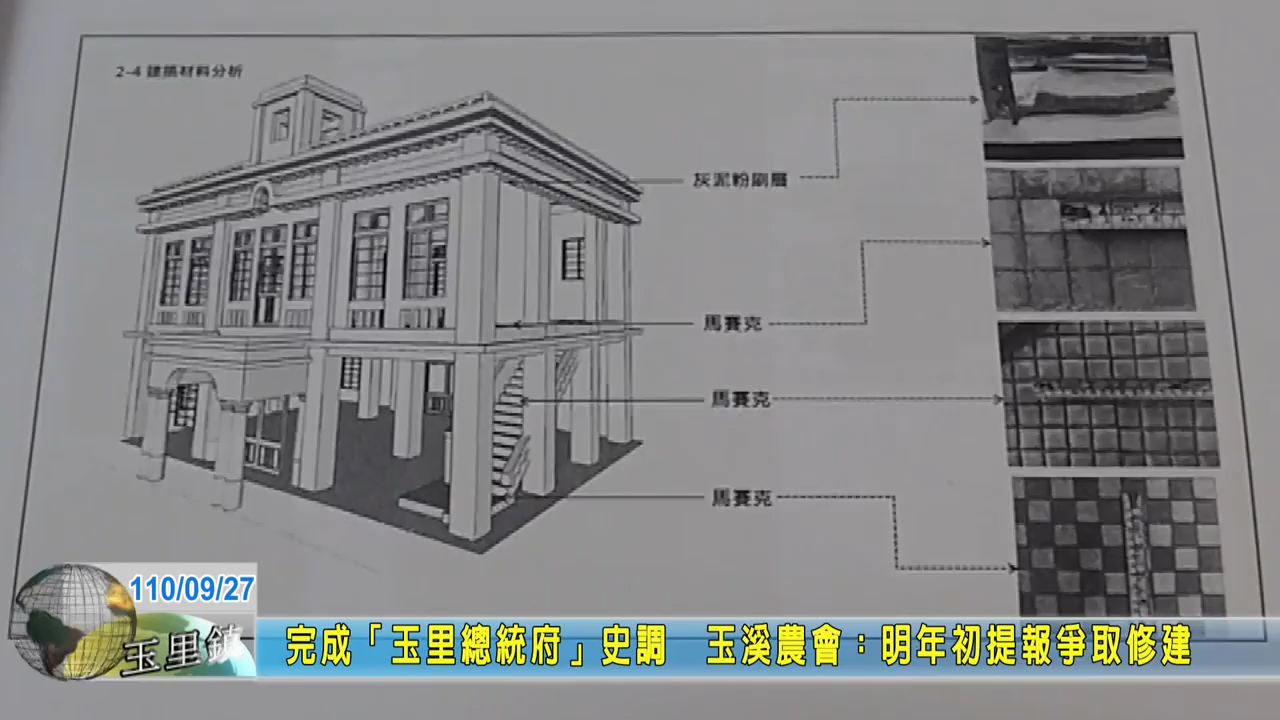 2-4 建築材料分析
灰泥粉刷層
馬賽克
馬賽克
馬賽克
110/09/27
玉里鎮
完成「玉里總統府」史調 玉溪農會：明年初提報爭取修建